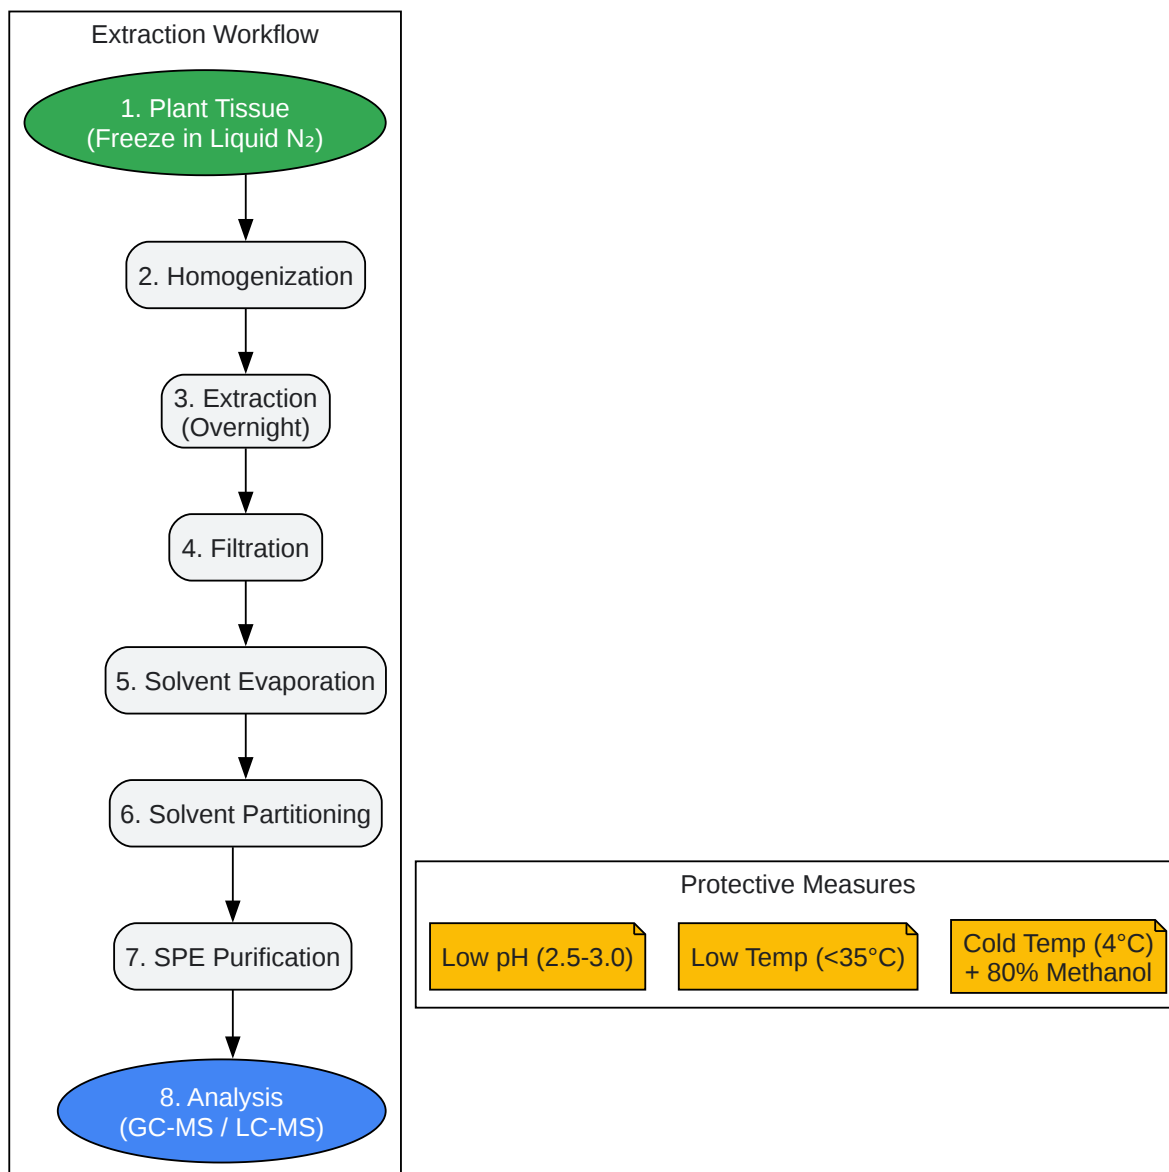 Extraction Workflow
1. Plant Tissue
(Freeze in Liquid N₂)
2. Homogenization
3. Extraction
(Overnight)
4. Filtration
5. Solvent Evaporation
6. Solvent Partitioning
7. SPE Purification
8. Analysis
(GC-MS / LC-MS)
Protective Measures
Low pH (2.5-3.0)
Low Temp (<35°C)
Cold Temp (4°C)
+ 80% Methanol